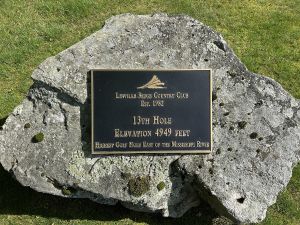 Linville Ridge Country Club
Est. 1982
13th Hole
Elevation 4949 feet
Highest Golf Hole East of the Mississippi River